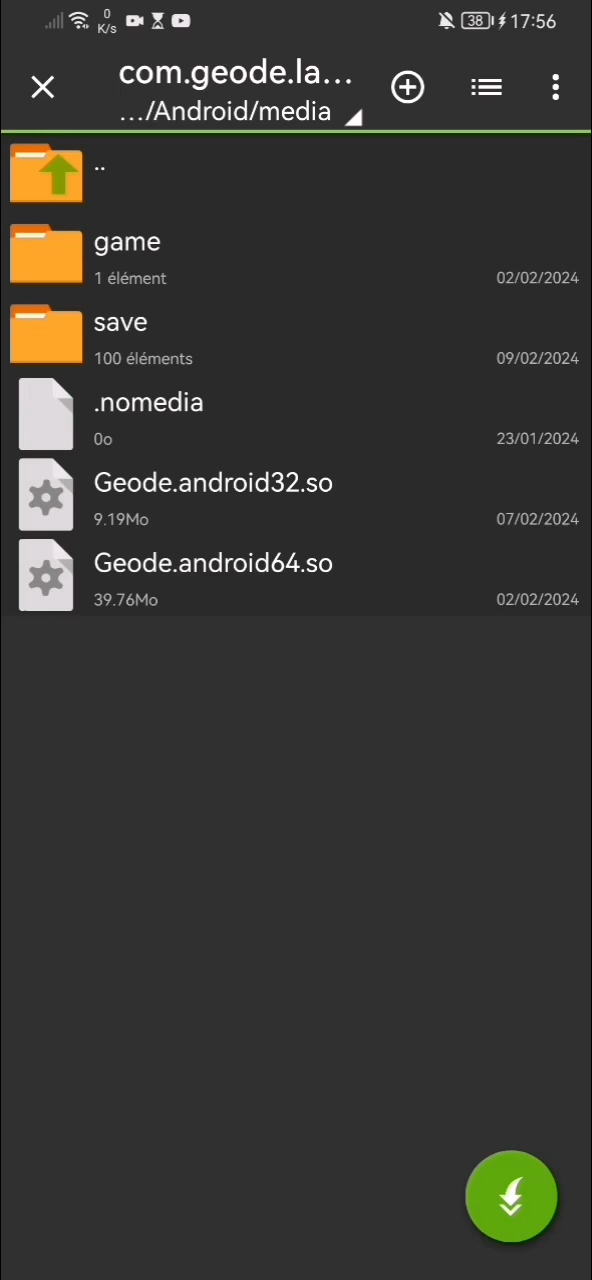 0
K/s
38
17:56
com.geode.la...
.../Android/media
..
game
1 élément
02/02/2024
save
100 éléments
09/02/2024
.nomedia
0o
23/01/2024
Geode.android32.so
9.19Mo
07/02/2024
Geode.android64.so
39.76Mo
02/02/2024